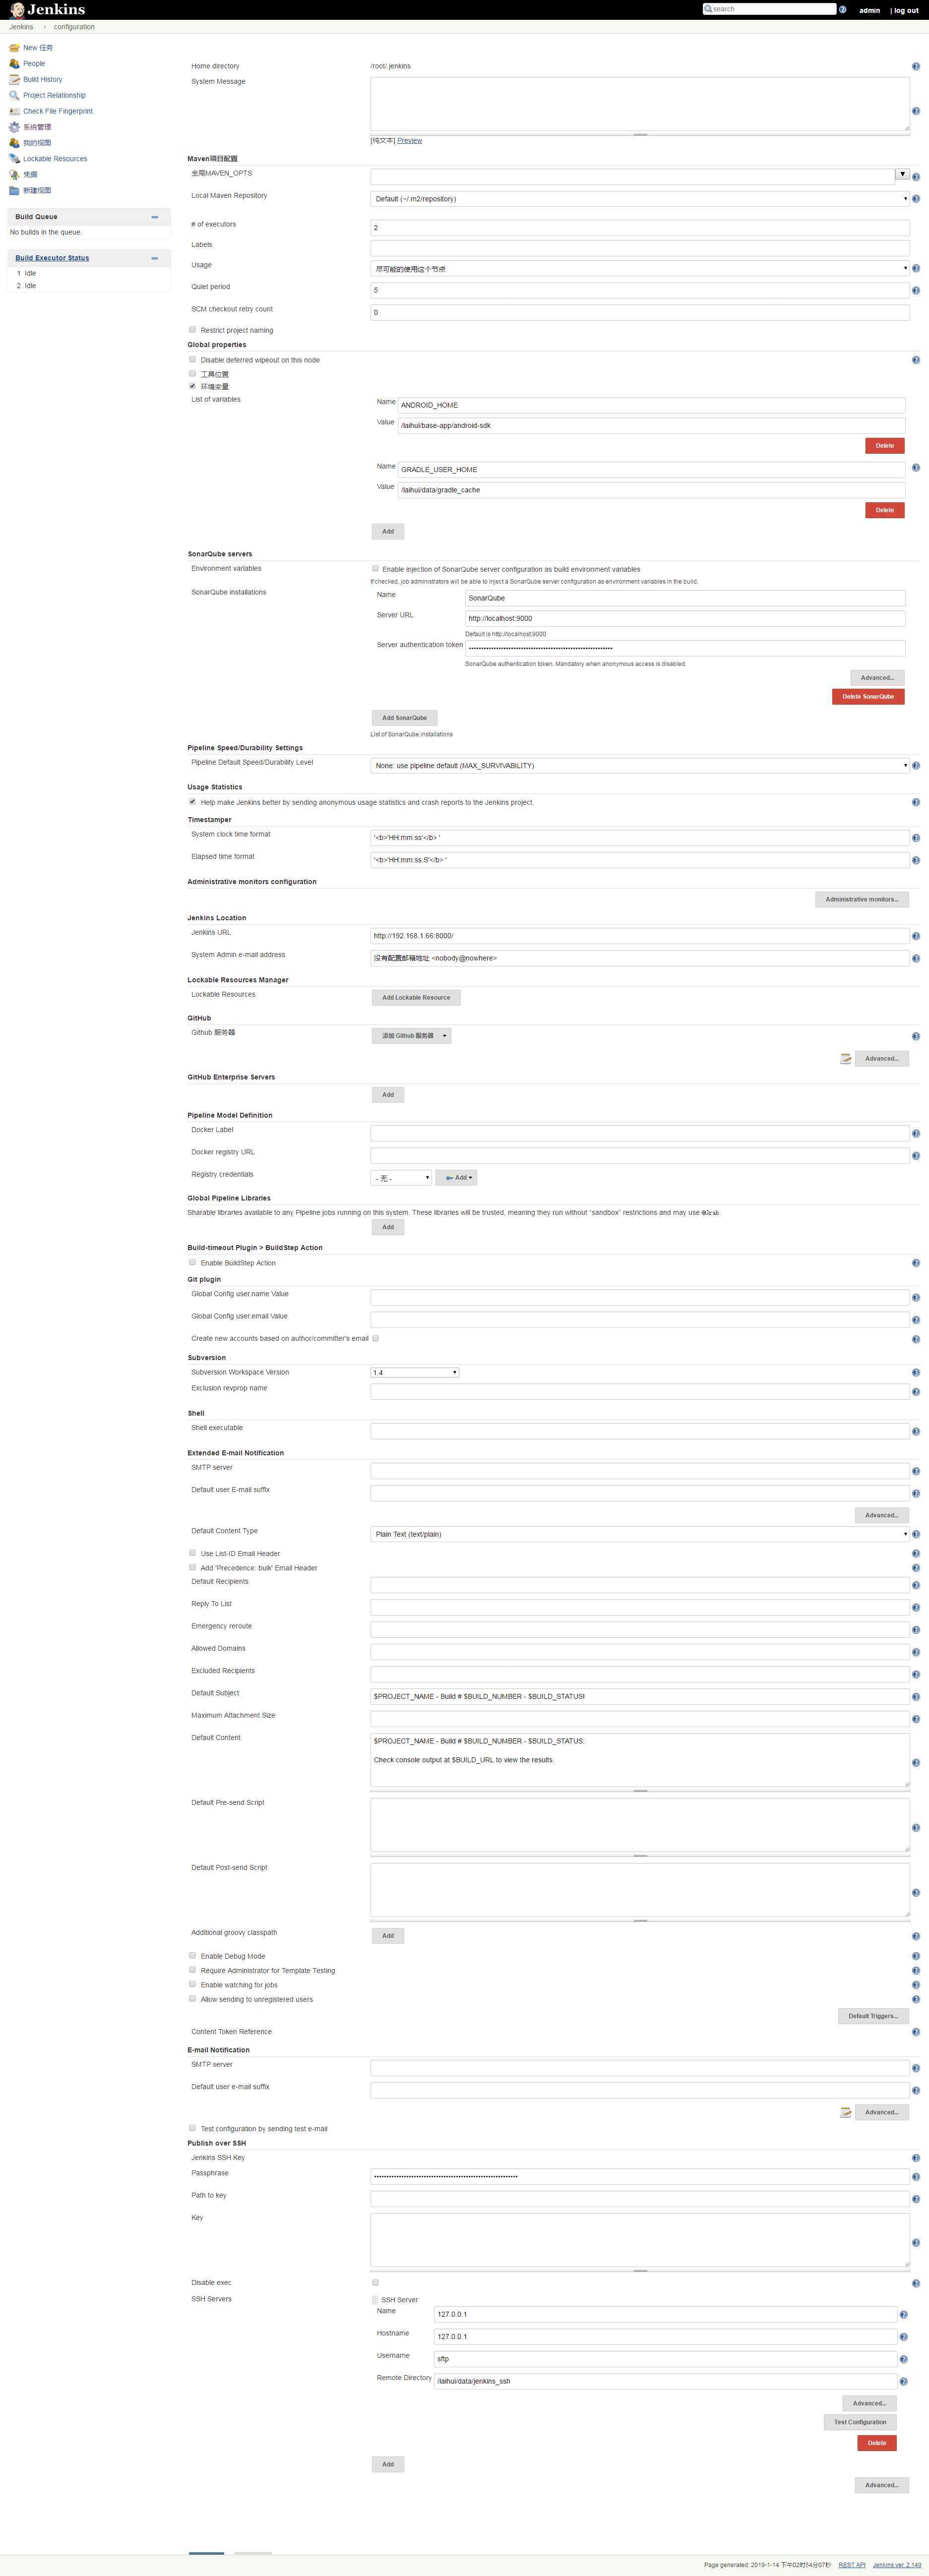 Jenkins
search
admin
| log out
Jenkins
configuration
New 任务
People
Build History
Project Relationship
Check File Fingerprint
系统管理
我的视图
Lockable Resources
凭据
新建视图
Build Queue
No builds in the queue.
Build Executor Status
1 Idle
2 Idle
Home directory
/root/.jenkins
System Message
[纯文本] Preview
Maven项目配置
全局MAVEN_OPTS
Local Maven Repository
Default (~/.m2/repository)
# of executors
2
Labels
Usage
尽可能的使用这个节点
Quiet period
5
SCM checkout retry count
0
Restrict project naming
Global properties
Disable deferred wipeout on this node
工具位置
环境变量
List of variables
Name
ANDROID_HOME
Value
/laihui/base-app/android-sdk
Delete
Name
GRADLE_USER_HOME
Value
/laihui/data/gradle_cache
Delete
Add
SonarQube servers
Environment variables
Enable injection of SonarQube server configuration as build environment variables
If checked, job administrators will be able to inject a SonarQube server configuration as environment variables in the build.
SonarQube installations
Name
SonarQube
Server URL
http://localhost:9000
Default is http://localhost:9000
Server authentication token
SonarQube authentication token. Mandatory when anonymous access is disabled.
Advanced...
Delete SonarQube
Add SonarQube
List of SonarQube installations
Pipeline Speed/Durability Settings
Pipeline Default Speed/Durability Level
None: use pipeline default (MAX_SURVIVABILITY)
Usage Statistics
Help make Jenkins better by sending anonymous usage statistics and crash reports to the Jenkins project.
Timestamper
System clock time format
'<b>'HH:mm:ss'</b> '
Elapsed time format
'<b>'HH:mm:ss.S'</b> '
Administrative monitors configuration
Administrative monitors...
Jenkins Location
Jenkins URL
http://192.168.1.66:8000/
System Admin e-mail address
没有配置邮箱地址 <nobody@nowhere>
Lockable Resources Manager
Lockable Resources
Add Lockable Resource
GitHub
Github 服务器
添加 Github 服务器
Advanced...
GitHub Enterprise Servers
Add
Pipeline Model Definition
Docker Label
Docker registry URL
Registry credentials
- 无 -
Add
Global Pipeline Libraries
Sharable libraries available to any Pipeline jobs running on this system. These libraries will be trusted, meaning they run without “sandbox” restrictions and may use @Grab.
Add
Build-timeout Plugin > BuildStep Action
Enable BuildStep Action
Git plugin
Global Config user.name Value
Global Config user.email Value
Create new accounts based on author/committer's email
Subversion
Subversion Workspace Version
1.4
Exclusion revprop name
Shell
Shell executable
Extended E-mail Notification
SMTP server
Default user E-mail suffix
Advanced...
Default Content Type
Plain Text (text/plain)
Use List-ID Email Header
Add 'Precedence: bulk' Email Header
Default Recipients
Reply To List
Emergency reroute
Allowed Domains
Excluded Recipients
Default Subject
$PROJECT_NAME - Build # $BUILD_NUMBER - $BUILD_STATUS!
Maximum Attachment Size
Default Content
$PROJECT_NAME - Build # $BUILD_NUMBER - $BUILD_STATUS:
Check console output at $BUILD_URL to view the results.
Default Pre-send Script
Default Post-send Script
Additional groovy classpath
Add
Enable Debug Mode
Require Administrator for Template Testing
Enable watching for jobs
Allow sending to unregistered users
Default Triggers...
Content Token Reference
E-mail Notification
SMTP server
Default user e-mail suffix
Advanced...
Test configuration by sending test e-mail
Publish over SSH
Jenkins SSH Key
Passphrase
Path to key
Key
Disable exec
SSH Servers
SSH Server
Name
127.0.0.1
Hostname
127.0.0.1
Username
sftp
Remote Directory
/laihui/data/jenkins_ssh
Advanced...
Test Configuration
Delete
Add
Advanced...
Page generated: 2019-1-14 下午02时54分07秒 REST API Jenkins ver. 2.149